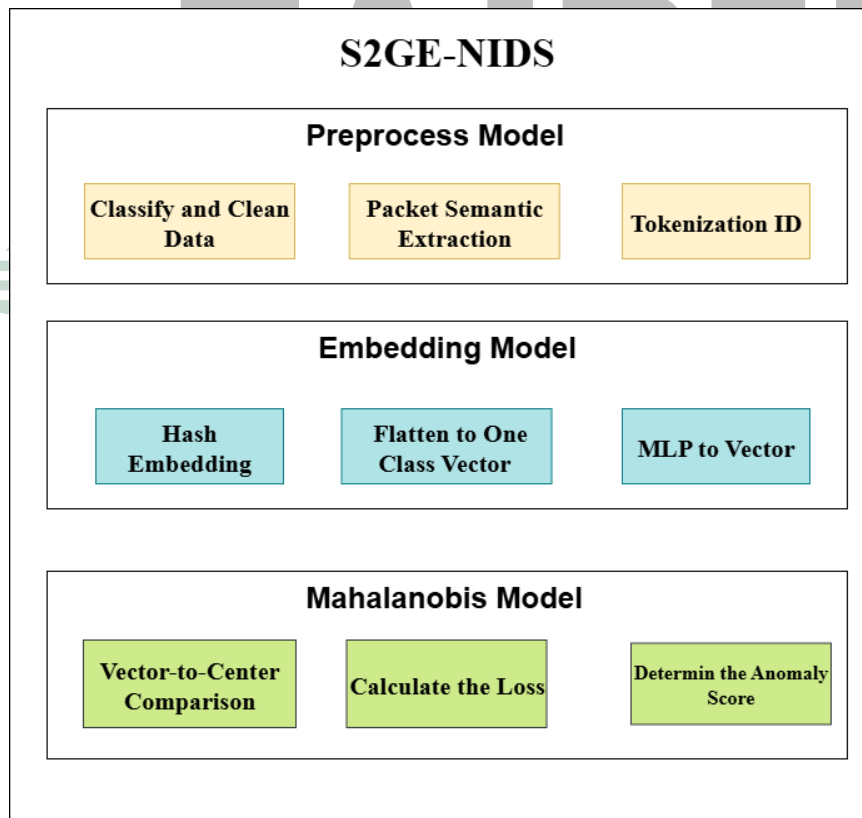 S2GE-NIDS
Preprocess Model
Classify and Clean
Data
Packet Semantic
Extraction
Tokenization ID
Embedding Model
Hash
Embedding
Flatten to One
Class Vector
MLP to Vector
Mahalanobis Model
Vector-to-Center
Comparison
Calculate the Loss
Determin the Anomaly
Score